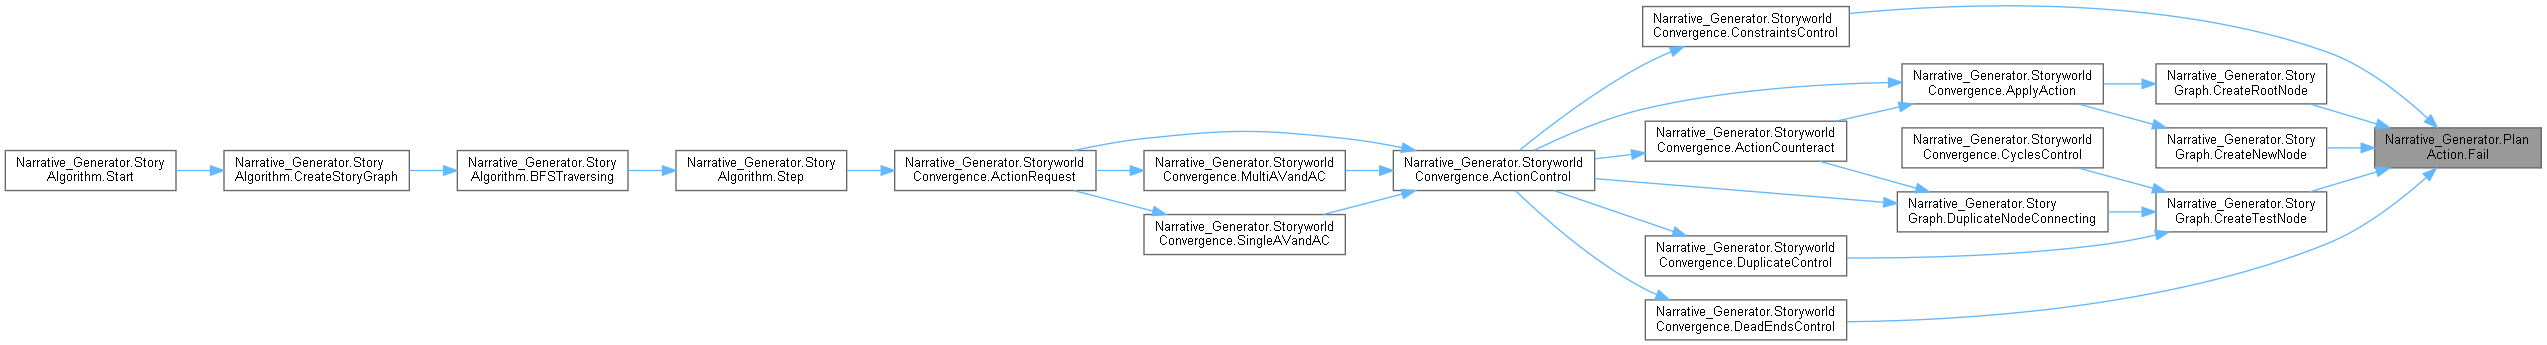 Narrative_Generator.Story
Algorithm.Start
Narrative_Generator.Story
Algorithm.CreateStoryGraph
Narrative_Generator.Story
Algorithm.BFSTraversing
Narrative_Generator.Story
Algorithm.Step
Narrative_Generator.Storyworld
Convergence.ActionRequest
Narrative_Generator.Storyworld
Convergence.MultiAVandAC
Narrative_Generator.Storyworld
Convergence.SingleAVandAC
Narrative_Generator.Storyworld
Convergence.ActionControl
Narrative_Generator.Storyworld
Convergence.ConstraintsControl
Narrative_Generator.Storyworld
Convergence.ActionCounteract
Narrative_Generator.Storyworld
Convergence.DuplicateControl
Narrative_Generator.Storyworld
Convergence.DeadEndsControl
Narrative_Generator.Storyworld
Convergence.ApplyAction
Narrative_Generator.Storyworld
Convergence.CyclesControl
Narrative_Generator.Story
Graph.DuplicateNodeConnecting
Narrative_Generator.Story
Graph.CreateRootNode
Narrative_Generator.Story
Graph.CreateNewNode
Narrative_Generator.Story
Graph.CreateTestNode
Narrative_Generator.Plan
Action.Fail